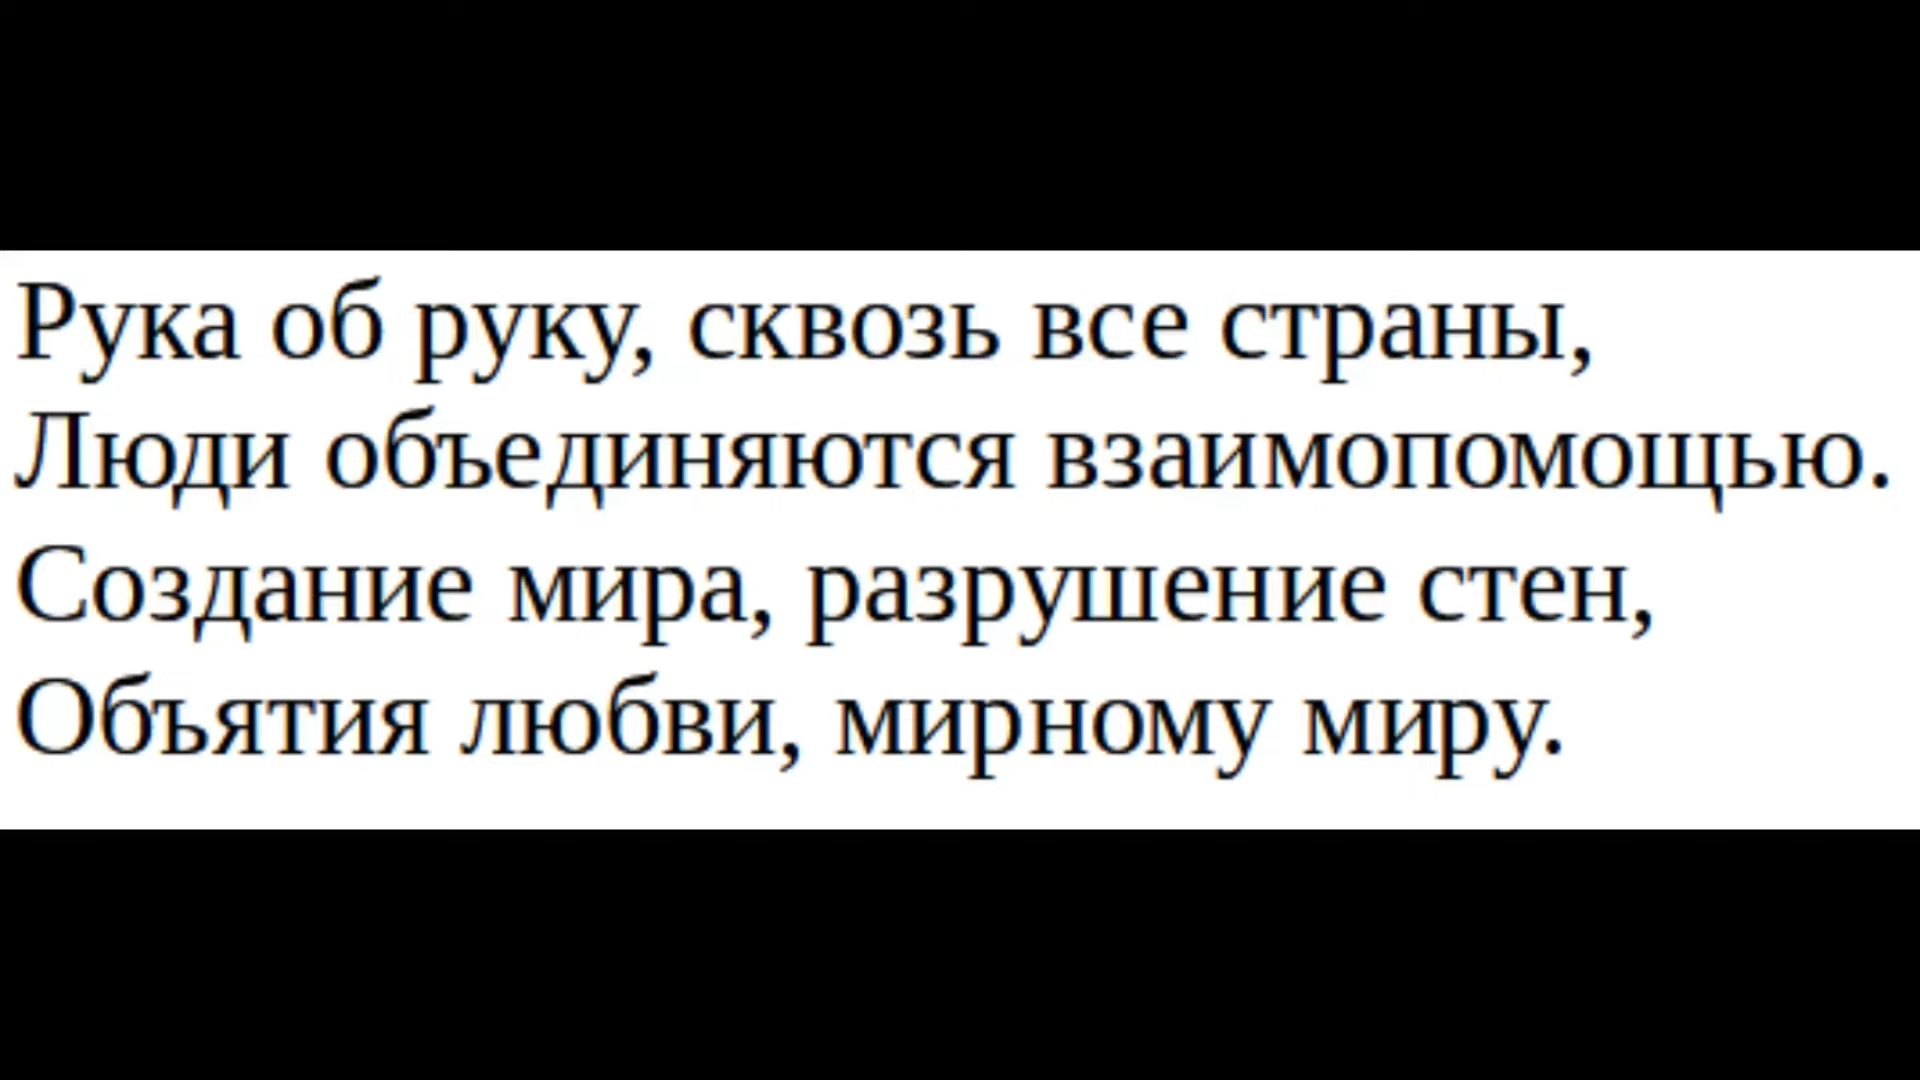 Рука об руку, сквозь все страны,
Люди объединяются взаимопомощью.
Создание мира, разрушение стен,
Объятия любви, мирному миру.